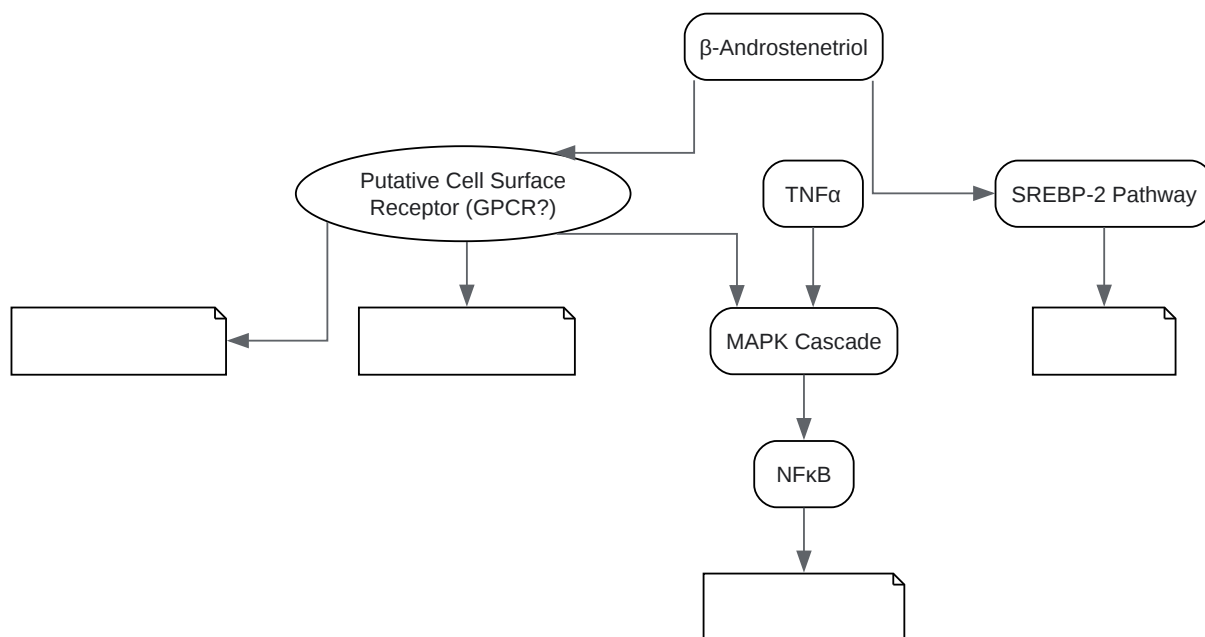 β-Androstenetriol
Putative Cell Surface
Receptor (GPCR?)
TNFα
SREBP-2 Pathway
MAPK Cascade
NFκB